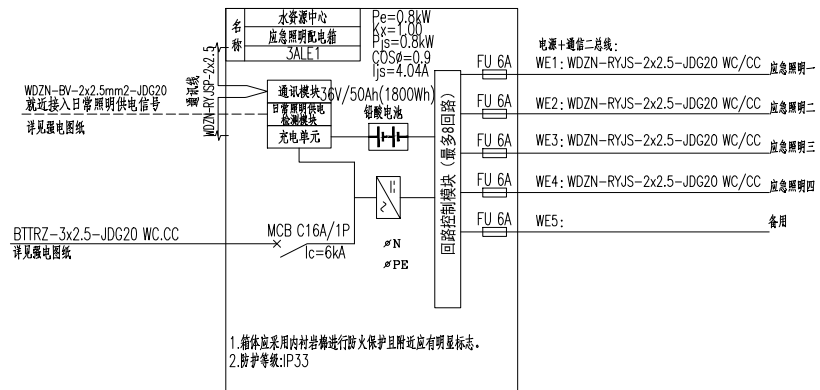 名称
水资源中心
应急照明配电箱
3ALE1
Pe=0.8kW
Kx=1.00
Pjs=0.8kW
COSø=0.9
Ijs=4.04A
通讯线
WDZN-RYJSP-2x2.5
WDZN-BV-2x2.5mm2-JDG20
就近接入日常照明供电信号
详见强电图纸
通讯模块
日常照明供电检测模块
充电单元
36V/50Ah(1800Wh)
铅酸电池
回路控制模块（最多8回路）
电源+通信二总线:
FU 6A
WE1: WDZN-RYJS-2x2.5-JDG20 WC/CC
应急照明一
FU 6A
WE2: WDZN-RYJS-2x2.5-JDG20 WC/CC
应急照明二
FU 6A
WE3: WDZN-RYJS-2x2.5-JDG20 WC/CC
应急照明三
FU 6A
WE4: WDZN-RYJS-2x2.5-JDG20 WC/CC
应急照明四
FU 6A
WE5:
备用
BTTRZ-3x2.5-JDG20 WC.CC
详见强电图纸
MCB C16A/1P
Ic=6kA
øN
øPE
1.箱体应采用内衬岩棉进行防火保护且附近应有明显标志。
2.防护等级:IP33